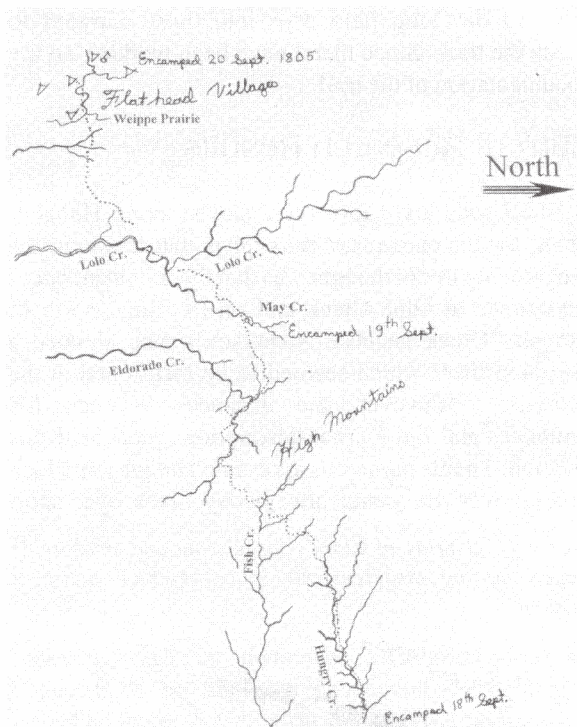 Encamped 20 Sept. 1805
Flathead Villages
Weippe Prairie
North
Lolo Cr.
Lolo Cr.
May Cr.
Encamped 19th Sept.
Eldorado Cr.
High Mountains
Fish Cr.
Hungry Cr.
Encamped 18th Sept.